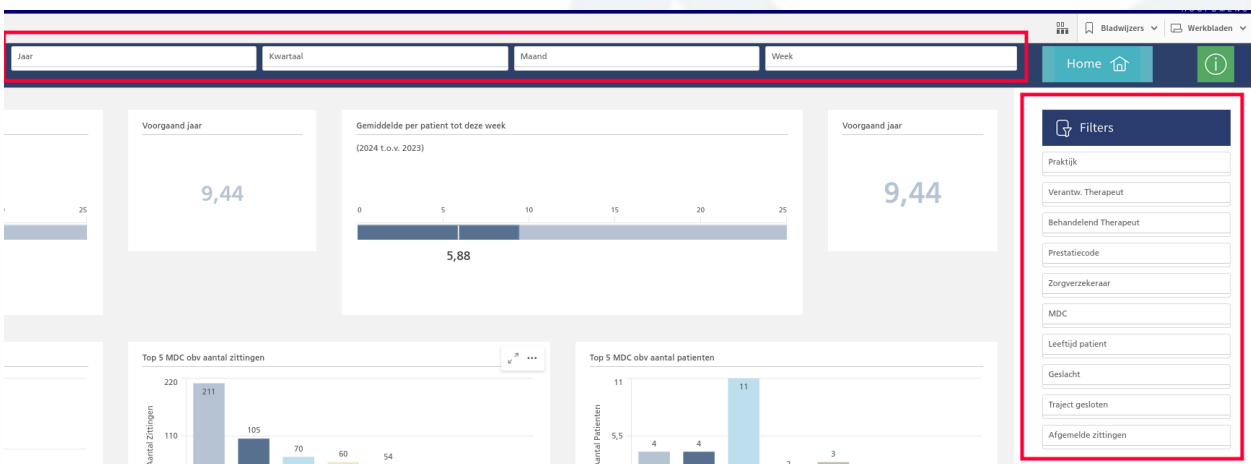 Bladwijzers
Werkbladen
Jaar
Kwartaal
Maand
Week
Home
Voorgaand jaar
Gemiddelde per patient tot deze week
Voorgaand jaar
Filters
(2024 t.o.v. 2023)
Praktijk
9,44
9,44
Verantw. Therapeut
25
0
5
10
15
20
25
Behandelend Therapeut
5,88
Prestatiecode
Zorgverzekeraar
MDC
Leeftijd patient
Geslacht
Traject gesloten
Afgemelde zittingen
Top 5 MDC obv aantal zittingen
220
110
Aantal Zittingen
211
105
70
60
54
Top 5 MDC obv aantal patienten
11
5,5
Aantal Patienten
4
4
11
3